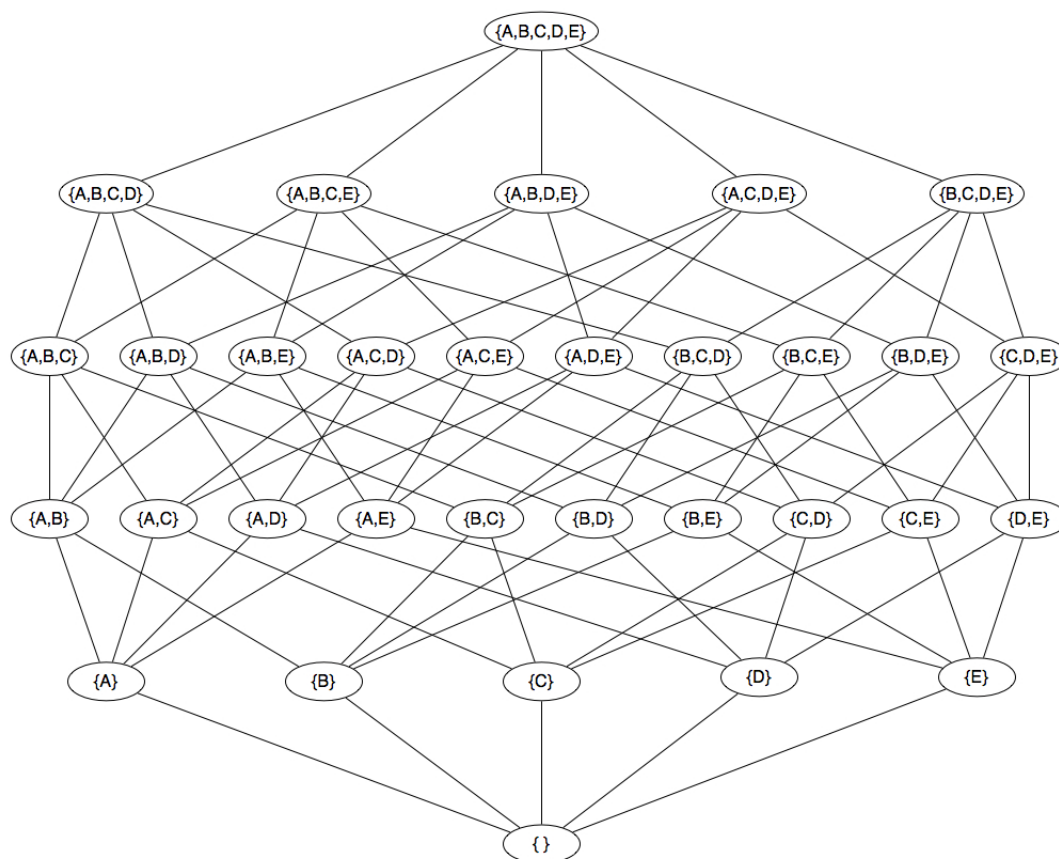 {A,B,C,D,E}
{A,B,C,D} {A,B,C,E} {A,B,D,E} {A,C,D,E} {B,C,D,E}
{A,B,C} {A,B,D} {A,B,E} {A,C,D} {A,C,E} {A,D,E} {B,C,D} {B,C,E} {B,D,E} {C,D,E}
{A,B} {A,C} {A,D} {A,E} {B,C} {B,D} {B,E} {C,D} {C,E} {D,E}
{A} {B} {C} {D} {E}
{ }